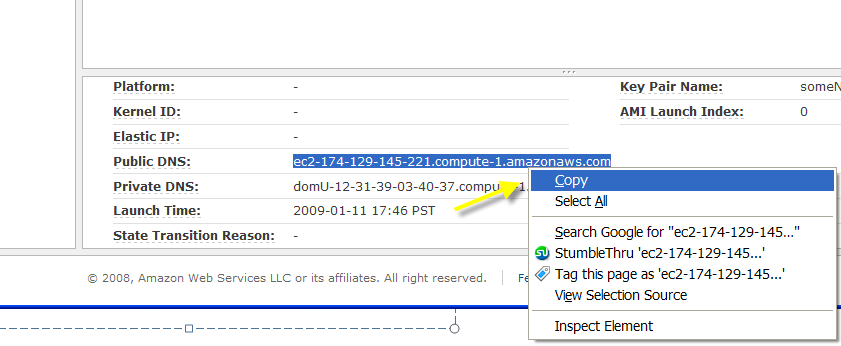 Platform: - Key Pair Name: someN
Kernel ID: - AMI Launch Index: 0
Elastic IP: -
Public DNS: ec2-174-129-145-221.compute-1.amazonaws.com
Private DNS: domU-12-31-39-03-40-37.compute-1.
Launch Time: 2009-01-11 17:46 PST
State Transition Reason: -
Copy
Select All
Search Google for "ec2-174-129-145..."
StumbleThru 'ec2-174-129-145...'
Tag this page as 'ec2-174-129-145...'
View Selection Source
Inspect Element
© 2008, Amazon Web Services LLC or its affiliates. All right reserved. Fe